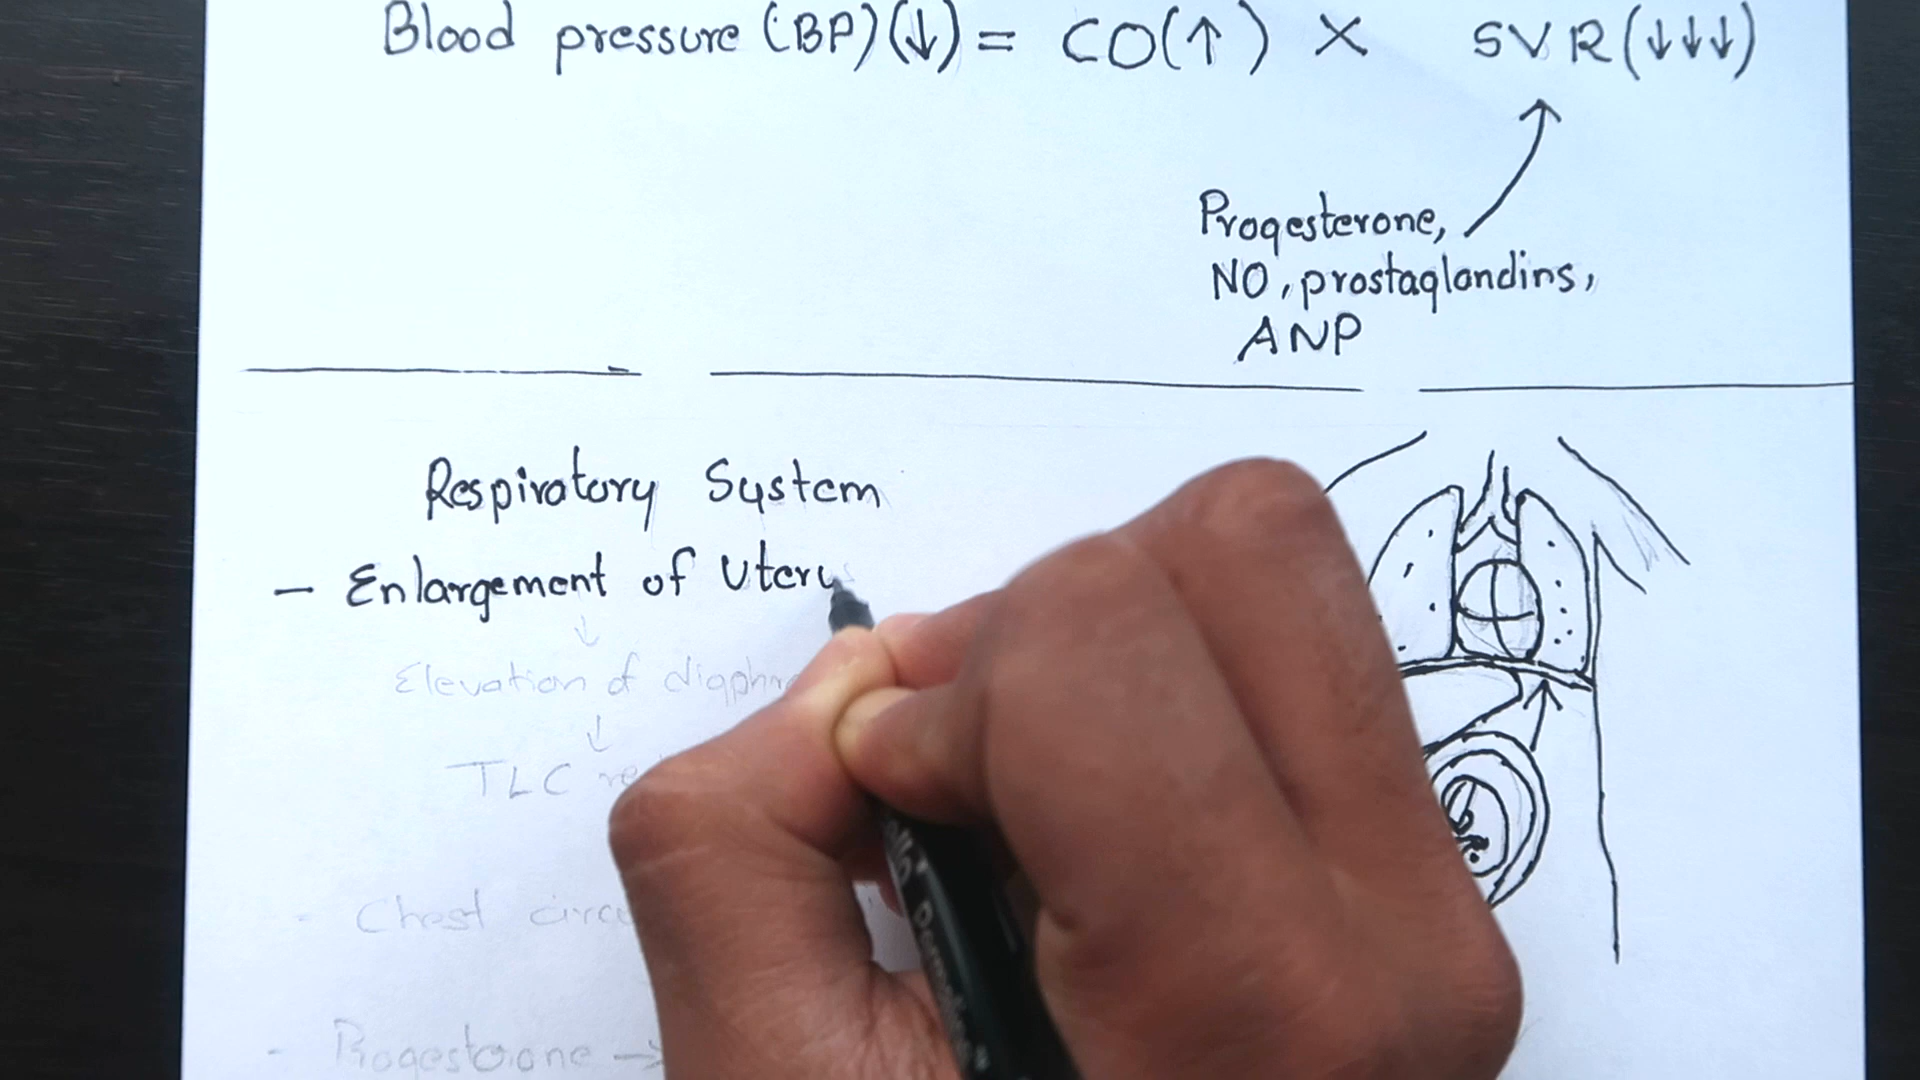 Blood pressure (BP)(↓) = CO(↑) × SVR(↓↓↓)
Progesterone,
NO, prostaglandins,
ANP
Respiratory System
- Enlargement of Uteru
↓
Elevation of
↓
TLC
- Chest
- Progesterone →